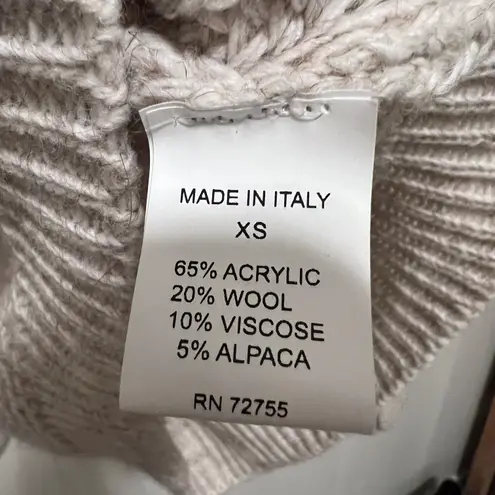 MADE IN ITALY
XS
65% ACRYLIC
20% WOOL
10% VISCOSE
5% ALPACA
RN 72755